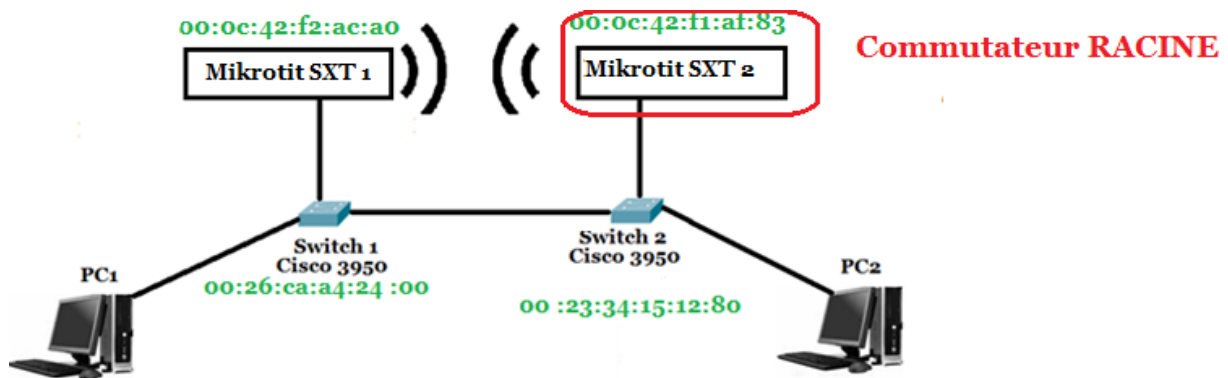 00:0c:42:f2:ac:a0
00:0c:42:f1:af:83
Commutateur RACINE
Mikrotit SXT 1
Mikrotit SXT 2
Switch 1
Cisco 3950
00:26:ca:a4:24 :00
Switch 2
Cisco 3950
00 :23:34:15:12:80
PC1
PC2